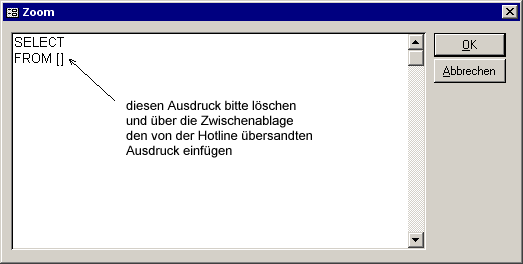 Zoom
SELECT
FROM []
diesen Ausdruck bitte löschen
und über die Zwischenablage
den von der Hotline übersandten
Ausdruck einfügen
OK
Abbrechen